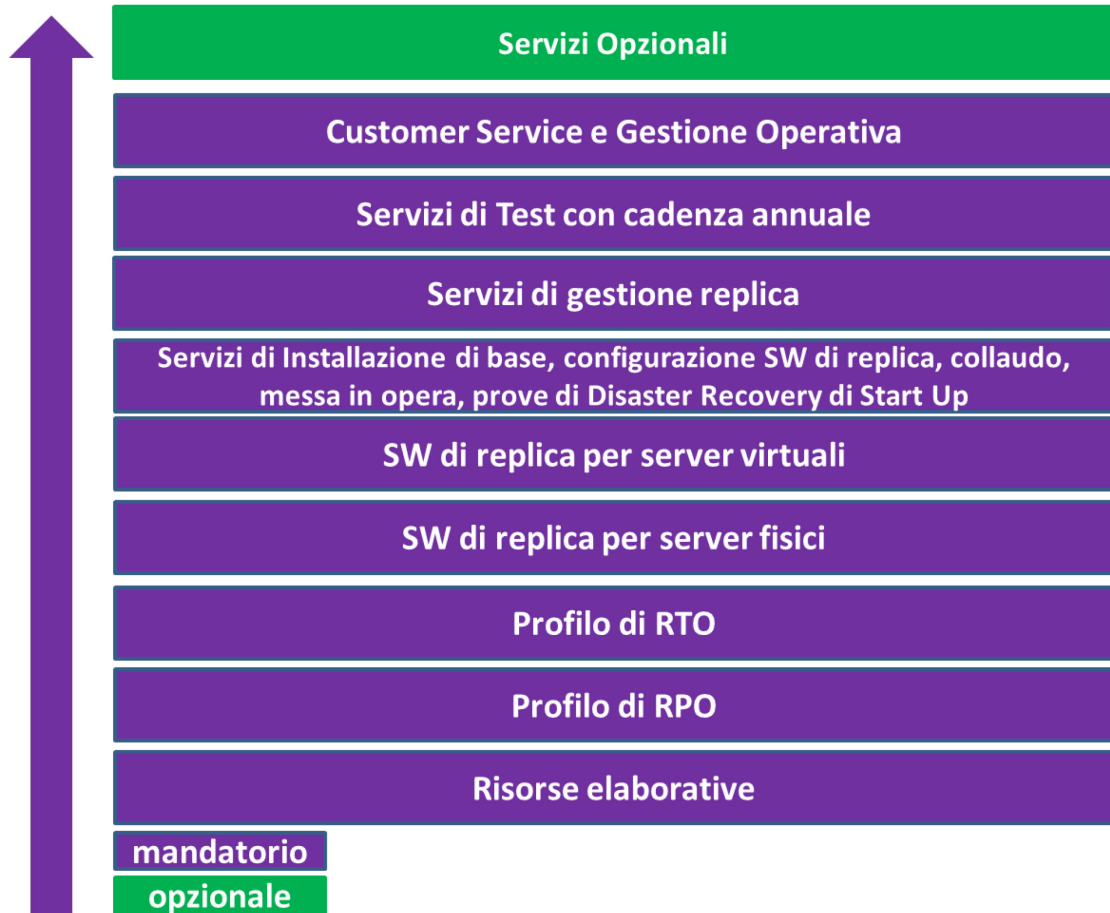 Servizi Opzionali
Customer Service e Gestione Operativa
Servizi di Test con cadenza annuale
Servizi di gestione replica
Servizi di Installazione di base, configurazione SW di replica, collaudo,
messa in opera, prove di Disaster Recovery di Start Up
SW di replica per server virtuali
SW di replica per server fisici
Profilo di RTO
Profilo di RPO
Risorse elaborative
mandatorio
opzionale